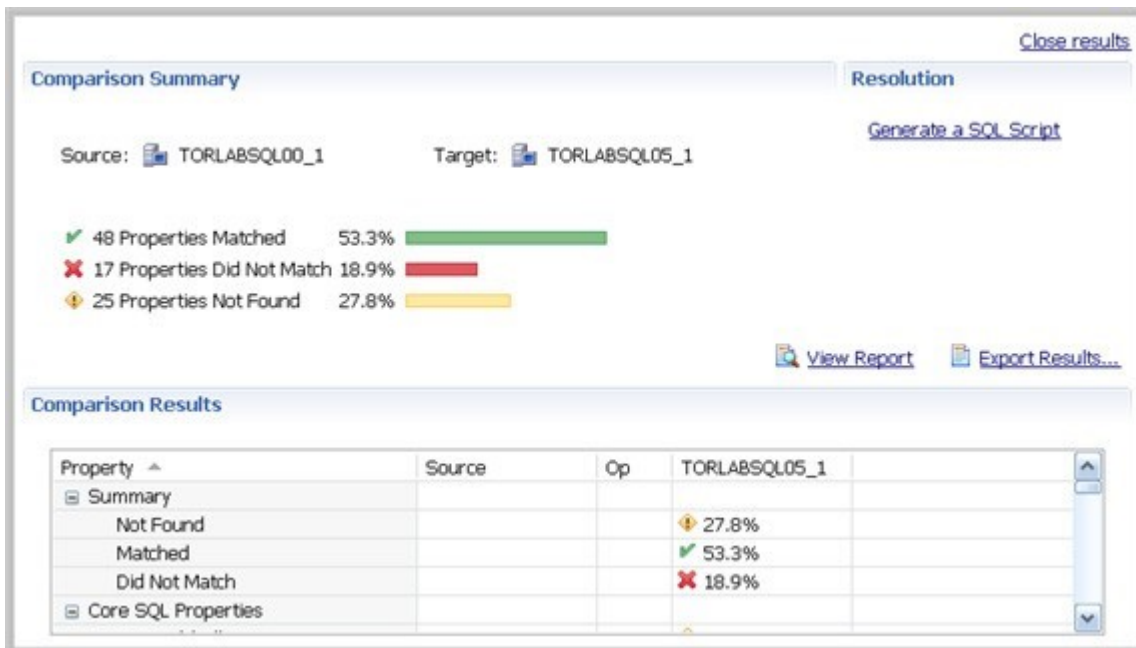 Close results
Comparison Summary
Resolution
Generate a SQL Script
Source: TORLABSQL00_1 Target: TORLABSQL05_1
48 Properties Matched 53.3%
17 Properties Did Not Match 18.9%
25 Properties Not Found 27.8%
View Report Export Results...
Comparison Results
Property Source Op TORLABSQL05_1
Summary
Not Found 27.8%
Matched 53.3%
Did Not Match 18.9%
Core SQL Properties